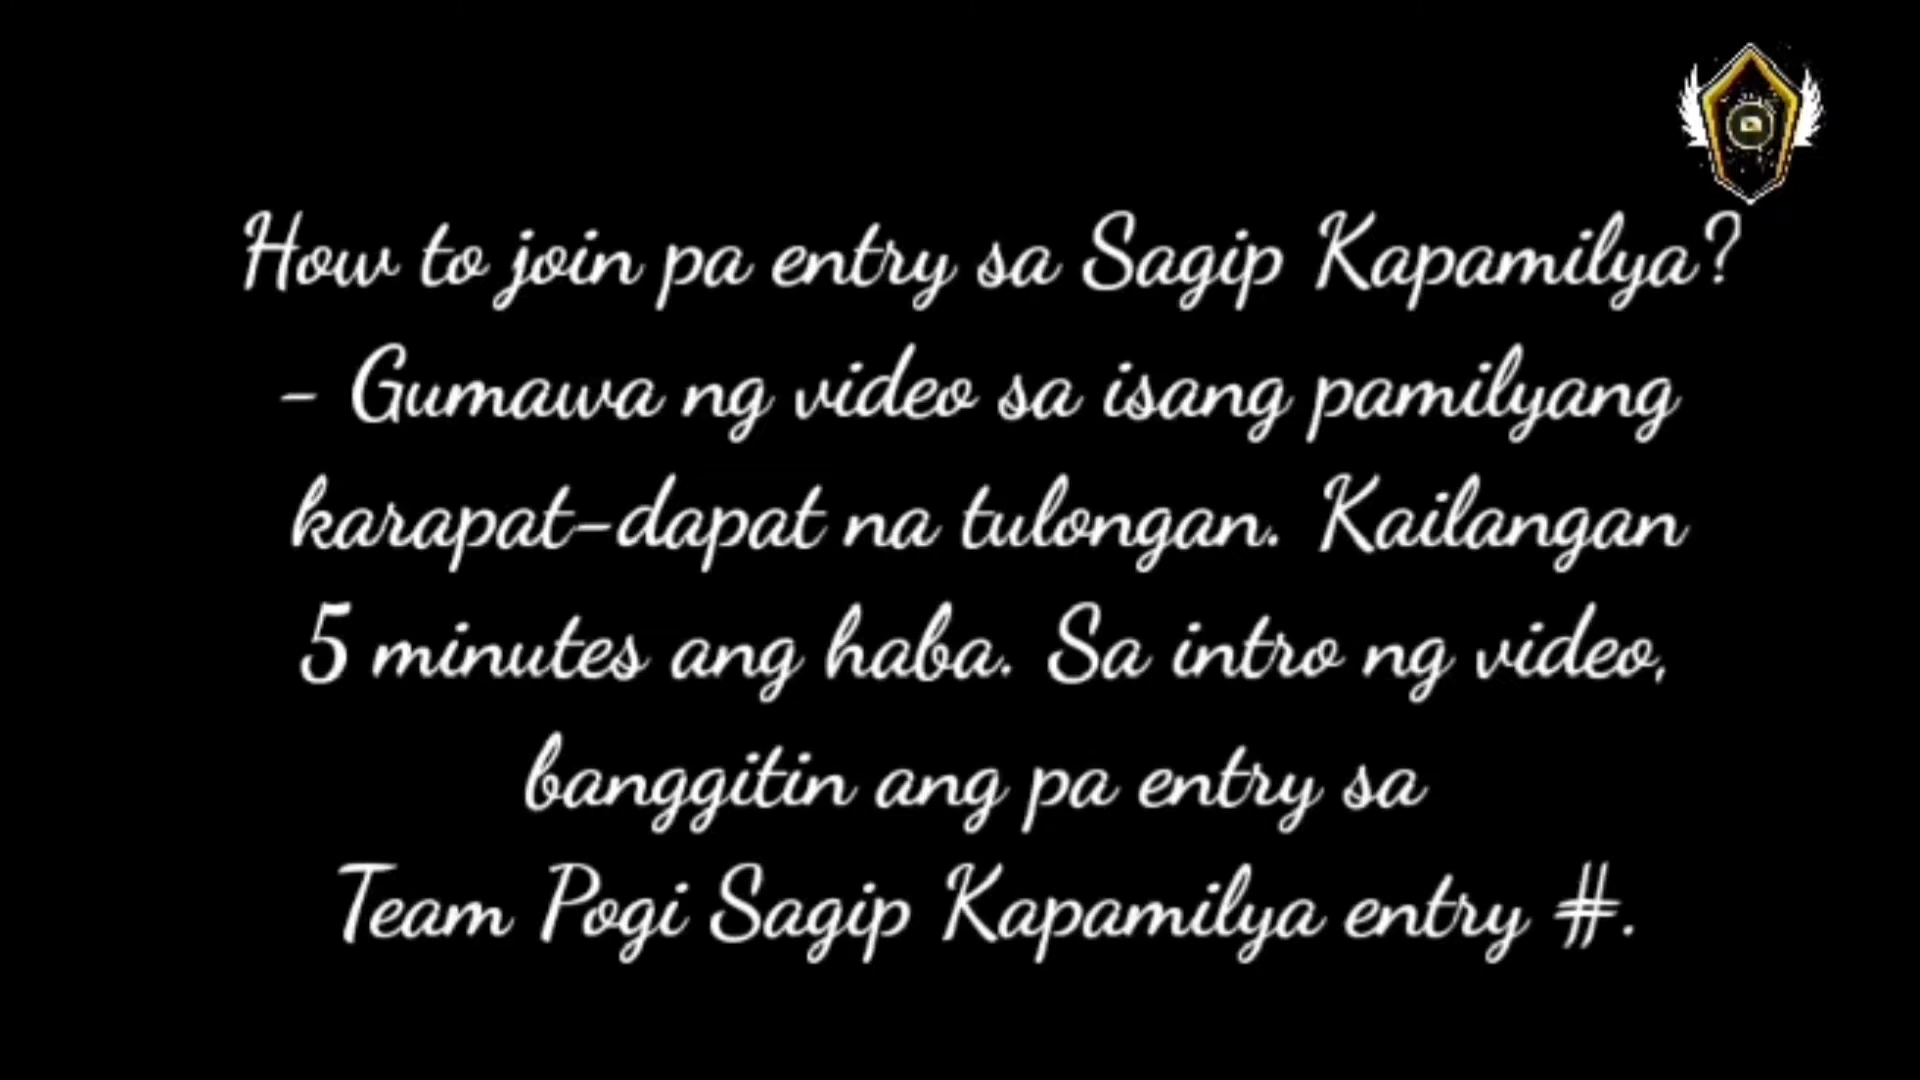 How to join pa entry sa Sagip Kapamilya?
- Gumawa ng video sa isang pamilyang
karapat-dapat na tulongan. Kailangan
5 minutes ang haba. Sa intro ng video,
banggitin ang pa entry sa
Team Pogi Sagip Kapamilya entry #.